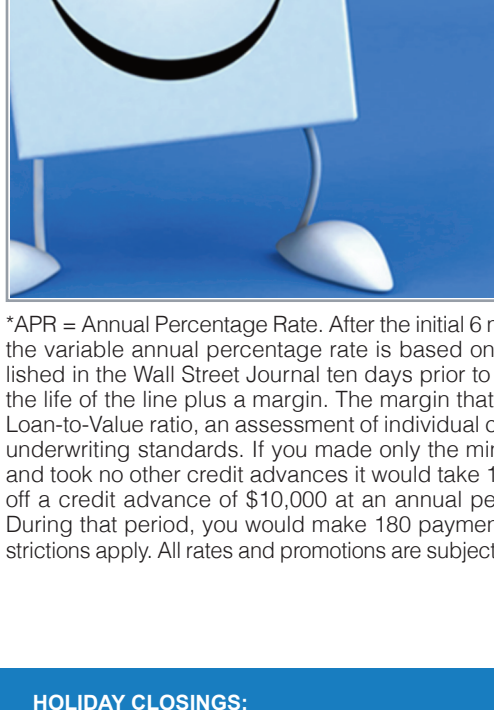 *APR = Annual Percentage Rate. After the initial 6
the variable annual percentage rate is based on
lished in the Wall Street Journal ten days prior to
the life of the line plus a margin. The margin that
Loan-to-Value ratio, an assessment of individual
underwriting standards. If you made only the
and took no other credit advances it would take
off a credit advance of $10,000 at an annual
During that period, you would make 180
strictions apply. All rates and promotions are subject
HOLIDAY CLOSINGS: